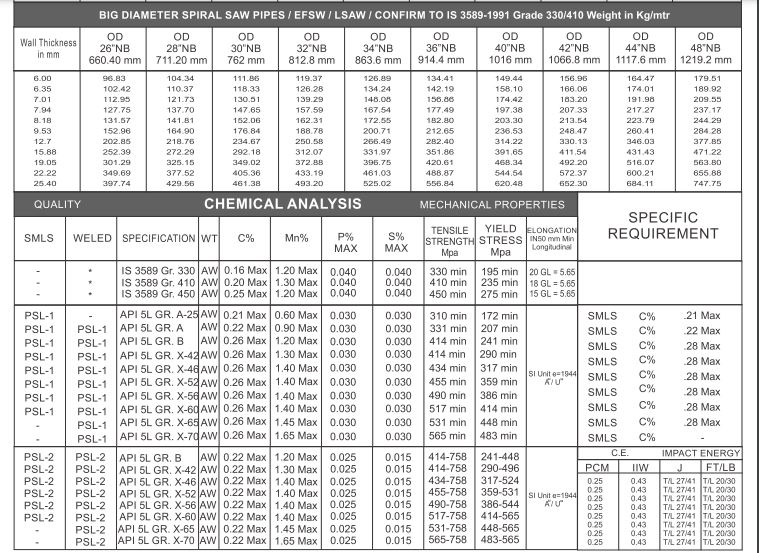 BIG DIAMETER SPIRAL SAW PIPES / EFSW / LSAW / CONFIRM TO IS 3589-1991 Grade 330/410 Weight in Kg/mtr
Wall Thickness in mm OD 26"NB 660.40 mm OD 28"NB 711.20 mm OD 30"NB 762 mm OD 32"NB 812.8 mm OD 34"NB 863.6 mm OD 36"NB 914.4 mm OD 40"NB 1016 mm OD 42"NB 1066.8 mm OD 44"NB 1117.6 mm OD 48"NB 1219.2 mm
6.00 96.83 104.34 111.86 119.37 126.89 134.41 149.44 156.96 164.47 179.51
6.35 102.42 110.37 118.33 126.28 134.24 142.19 158.10 166.06 174.01 189.92
7.01 112.95 121.73 130.51 139.29 148.08 156.86 174.42 183.20 191.98 209.55
7.94 127.75 137.70 147.65 157.59 167.54 177.49 197.38 207.33 217.27 237.17
8.18 131.57 141.81 152.06 162.31 172.55 182.80 203.30 213.54 223.79 244.29
9.53 152.96 164.90 176.84 188.78 200.71 212.65 236.53 248.47 260.41 284.28
12.7 202.85 218.76 234.67 250.58 266.49 282.40 314.22 330.13 346.03 377.85
15.88 252.39 272.29 292.18 312.07 331.97 351.86 391.65 411.54 431.43 471.22
19.05 301.29 325.15 349.02 372.88 396.75 420.61 468.34 492.20 516.07 563.80
22.22 349.69 377.52 405.36 433.19 461.03 488.87 544.54 572.37 600.21 655.88
25.40 397.74 429.56 461.38 493.20 525.02 556.84 620.48 652.30 684.11 747.75
QUALITY CHEMICAL ANALYSIS MECHANICAL PROPERTIES SPECIFIC REQUIREMENT
SMLS WELED SPECIFICATION WT C% Mn% P% MAX S% MAX TENSILE STRENGTH Mpa YIELD STRESS Mpa ELONGATION IN50 mm Min Longitudinal
- * IS 3589 Gr. 330 AW 0.16 Max 1.20 Max 0.040 0.040 330 min 195 min 20 GL = 5.65
- * IS 3589 Gr. 410 AW 0.20 Max 1.30 Max 0.040 0.040 410 min 235 min 18 GL = 5.65
- * IS 3589 Gr. 450 AW 0.25 Max 1.20 Max 0.040 0.040 450 min 275 min 15 GL = 5.65
PSL-1 - API 5L GR. A-25 AW 0.21 Max 0.60 Max 0.030 0.030 310 min 172 min SMLS C% .21 Max
PSL-1 PSL-1 API 5L GR. A AW 0.22 Max 0.90 Max 0.030 0.030 331 min 207 min SMLS C% .22 Max
PSL-1 PSL-1 API 5L GR. B AW 0.26 Max 1.20 Max 0.030 0.030 414 min 241 min SMLS C% .28 Max
PSL-1 PSL-1 API 5L GR. X-42 AW 0.26 Max 1.30 Max 0.030 0.030 414 min 290 min SMLS C% .28 Max
PSL-1 PSL-1 API 5L GR. X-46 AW 0.26 Max 1.40 Max 0.030 0.030 434 min 317 min SMLS C% .28 Max
PSL-1 PSL-1 API 5L GR. X-52 AW 0.26 Max 1.40 Max 0.030 0.030 455 min 359 min SI Unit e=1944 SMLS C% .28 Max
PSL-1 PSL-1 API 5L GR. X-56 AW 0.26 Max 1.40 Max 0.030 0.030 490 min 386 min SMLS C% .28 Max
PSL-1 PSL-1 API 5L GR. X-60 AW 0.26 Max 1.40 Max 0.030 0.030 517 min 414 min SMLS C% .28 Max
- PSL-1 API 5L GR. X-65 AW 0.26 Max 1.45 Max 0.030 0.030 531 min 448 min SMLS C% -
- PSL-1 API 5L GR. X-70 AW 0.26 Max 1.65 Max 0.030 0.030 565 min 483 min
C.E. IMPACT ENERGY
PCM IIW J FT/LB
PSL-2 PSL-2 API 5L GR. B AW 0.22 Max 1.20 Max 0.025 0.015 414-758 241-448 0.25 0.43 T/L 27/41 T/L 20/30
PSL-2 PSL-2 API 5L GR. X-42 AW 0.22 Max 1.30 Max 0.025 0.015 414-758 290-496 0.25 0.43 T/L 27/41 T/L 20/30
PSL-2 PSL-2 API 5L GR. X-46 AW 0.22 Max 1.40 Max 0.025 0.015 434-758 317-524 0.25 0.43 T/L 27/41 T/L 20/30
PSL-2 PSL-2 API 5L GR. X-52 AW 0.22 Max 1.40 Max 0.025 0.015 455-758 359-531 SI Unit e=1944 0.25 0.43 T/L 27/41 T/L 20/30
PSL-2 PSL-2 API 5L GR. X-56 AW 0.22 Max 1.40 Max 0.025 0.015 490-758 386-544 0.25 0.43 T/L 27/41 T/L 20/30
PSL-2 PSL-2 API 5L GR. X-60 AW 0.22 Max 1.40 Max 0.025 0.015 517-758 414-565 0.25 0.43 T/L 27/41 T/L 20/30
- PSL-2 API 5L GR. X-65 AW 0.22 Max 1.45 Max 0.025 0.015 531-758 448-565 0.25 0.43 T/L 27/41 T/L 20/30
- PSL-2 API 5L GR. X-70 AW 0.22 Max 1.65 Max 0.025 0.015 565-758 483-565 0.25 0.43 T/L 27/41 T/L 20/30